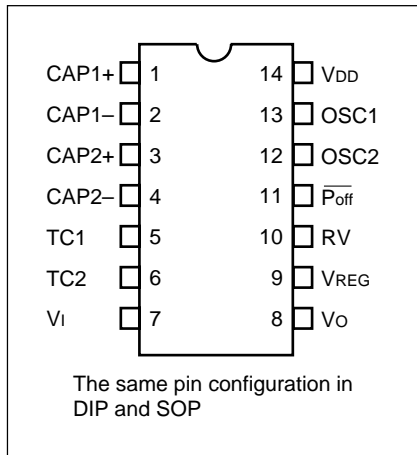 CAP1+ 1 14 VDD
CAP1– 2 13 OSC1
CAP2+ 3 12 OSC2
CAP2– 4 11 P̅o̅f̅f̅
TC1 5 10 RV
TC2 6 9 VREG
VI 7 8 VO
The same pin configuration in
DIP and SOP